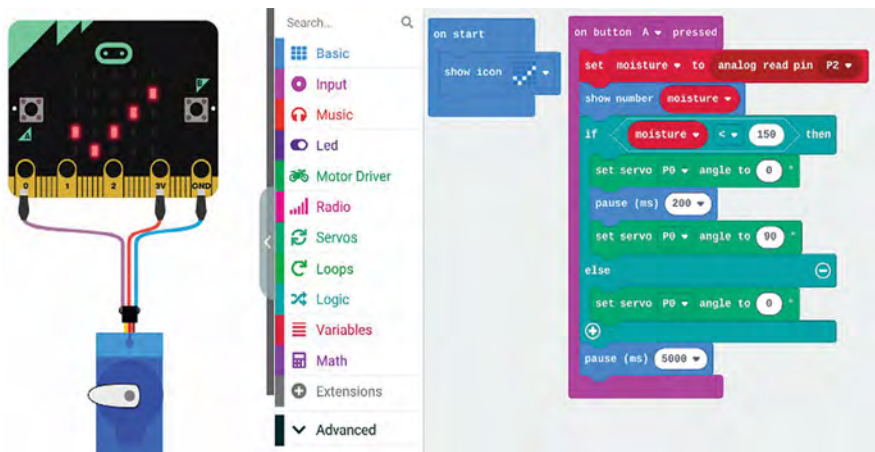 B
A
0 1 2 3V GND
Search...
Basic
Input
Music
Led
Motor Driver
Radio
Servos
Loops
Logic
Variables
Math
Extensions
Advanced
on start
show icon
on button A pressed
set moisture to analog read pin P2
show number moisture
if moisture < 150 then
set servo P0 angle to 0 °
pause (ms) 200
set servo P0 angle to 90 °
else
set servo P0 angle to 0 °
pause (ms) 5000